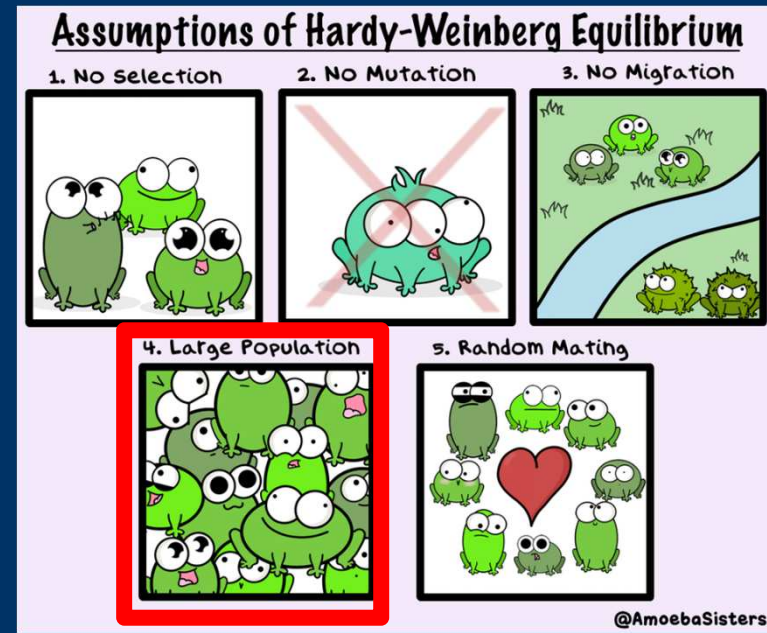 Assumptions of Hardy-Weinberg Equilibrium
1. No Selection
2. No Mutation
3. No Migration
4. Large Population
5. Random Mating
@AmoebaSisters